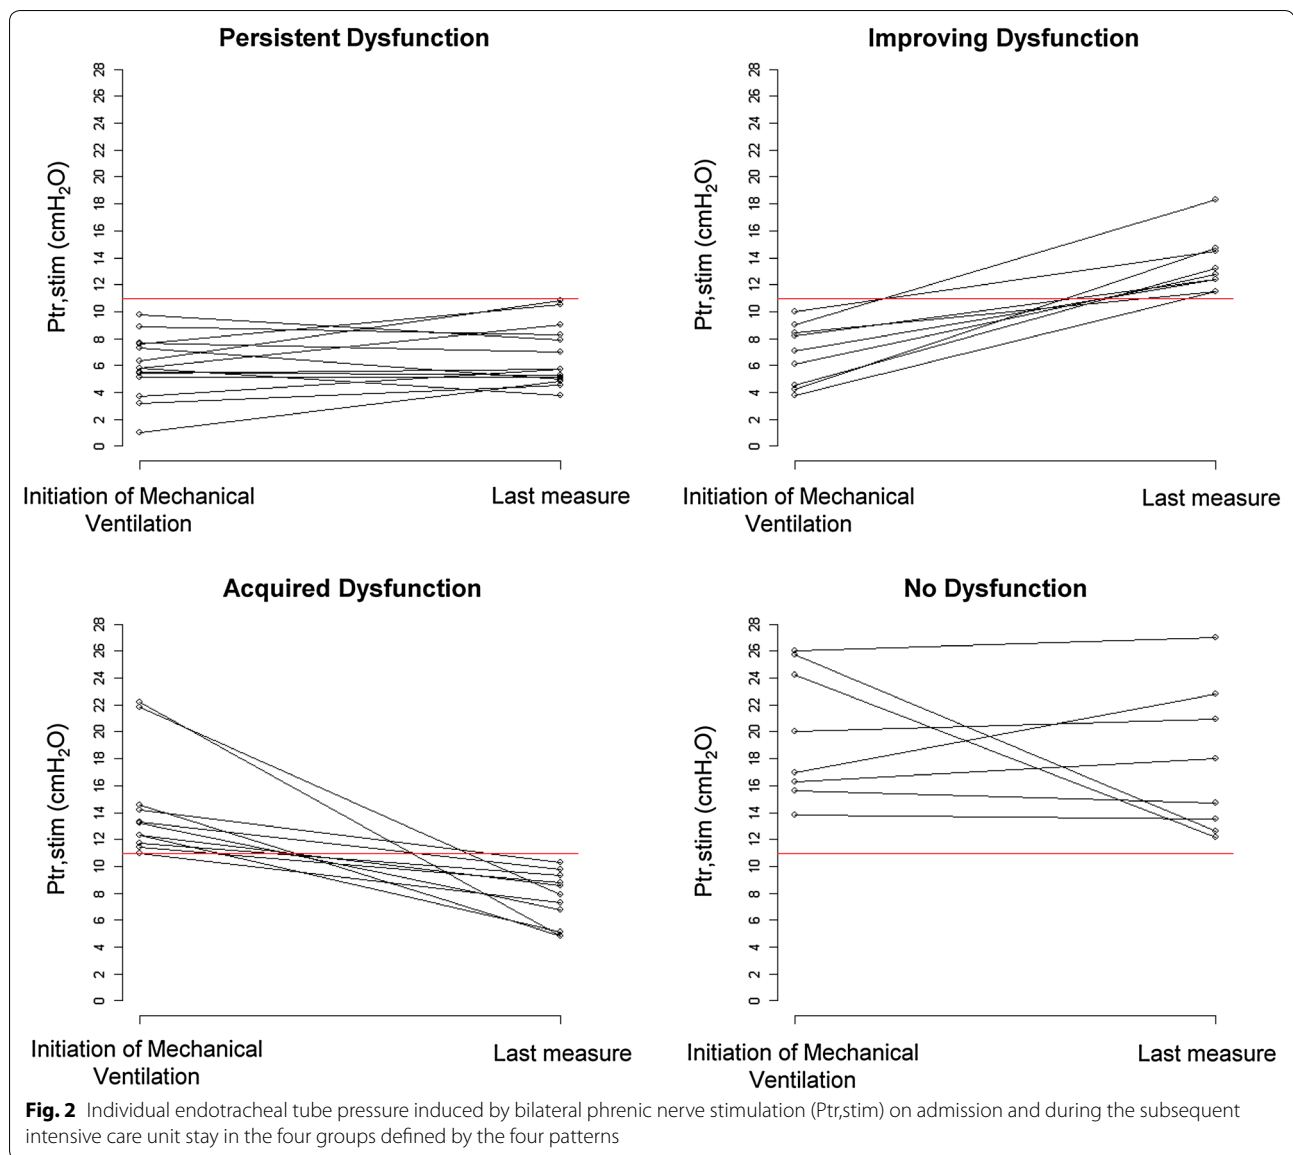 Persistent Dysfunction
Ptr,stim (cmH2O)
28
26
24
22
20
18
16
14
12
10
8
6
4
2
0
Initiation of Mechanical
Ventilation
Last measure
Improving Dysfunction
Ptr,stim (cmH2O)
28
26
24
22
20
18
16
14
12
10
8
6
4
2
0
Initiation of Mechanical
Ventilation
Last measure
Acquired Dysfunction
Ptr,stim (cmH2O)
28
26
24
22
20
18
16
14
12
10
8
6
4
2
0
Initiation of Mechanical
Ventilation
Last measure
No Dysfunction
Ptr,stim (cmH2O)
28
26
24
22
20
18
16
14
12
10
8
6
4
2
0
Initiation of Mechanical
Ventilation
Last measure
Fig. 2 Individual endotracheal tube pressure induced by bilateral phrenic nerve stimulation (Ptr,stim) on admission and during the subsequent
intensive care unit stay in the four groups defined by the four patterns